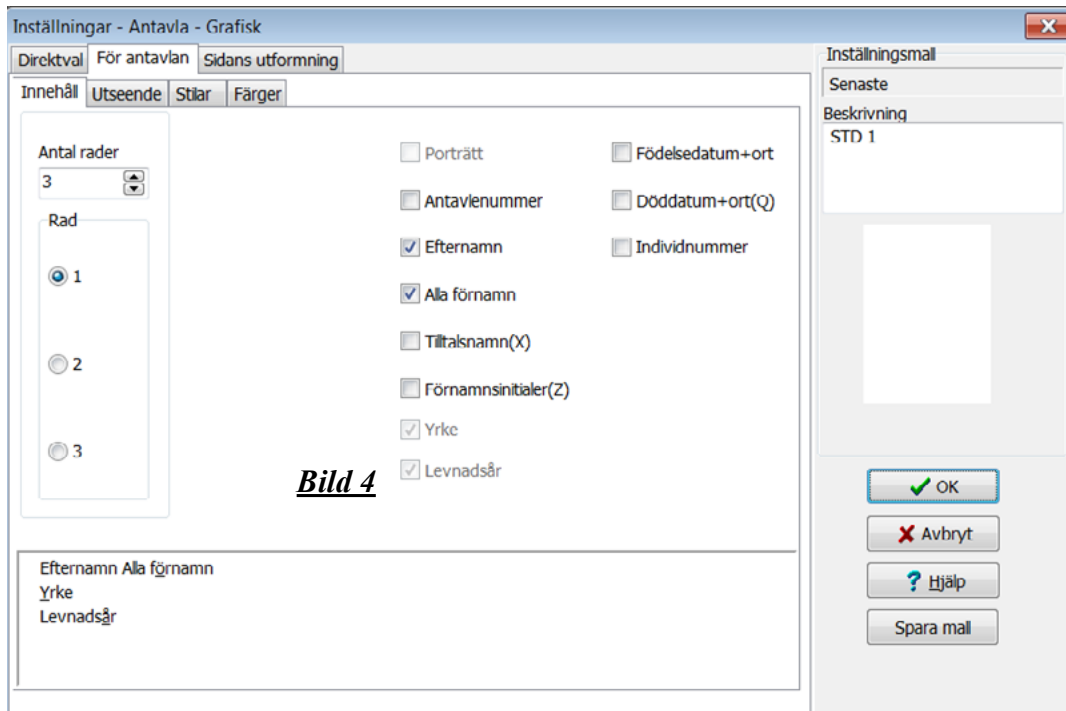 Inställningar - Antavla - Grafisk
Direktval För antavlan Sidans utformning
Innehåll Utseende Stilar Färger
Antal rader
3
Rad
1
2
3
Porträtt
Antavlenummer
Efternamn
Alla förnamn
Tilltalsnamn(X)
Förnamnsinitialer(Z)
Yrke
Levnadsår
Födelsedatum+ort
Döddatum+ort(Q)
Individnummer
Bild 4
Efternamn Alla förnamn
Yrke
Levnadsår
Inställningsmall
Senaste
Beskrivning
STD 1
OK
Avbryt
Hjälp
Spara mall